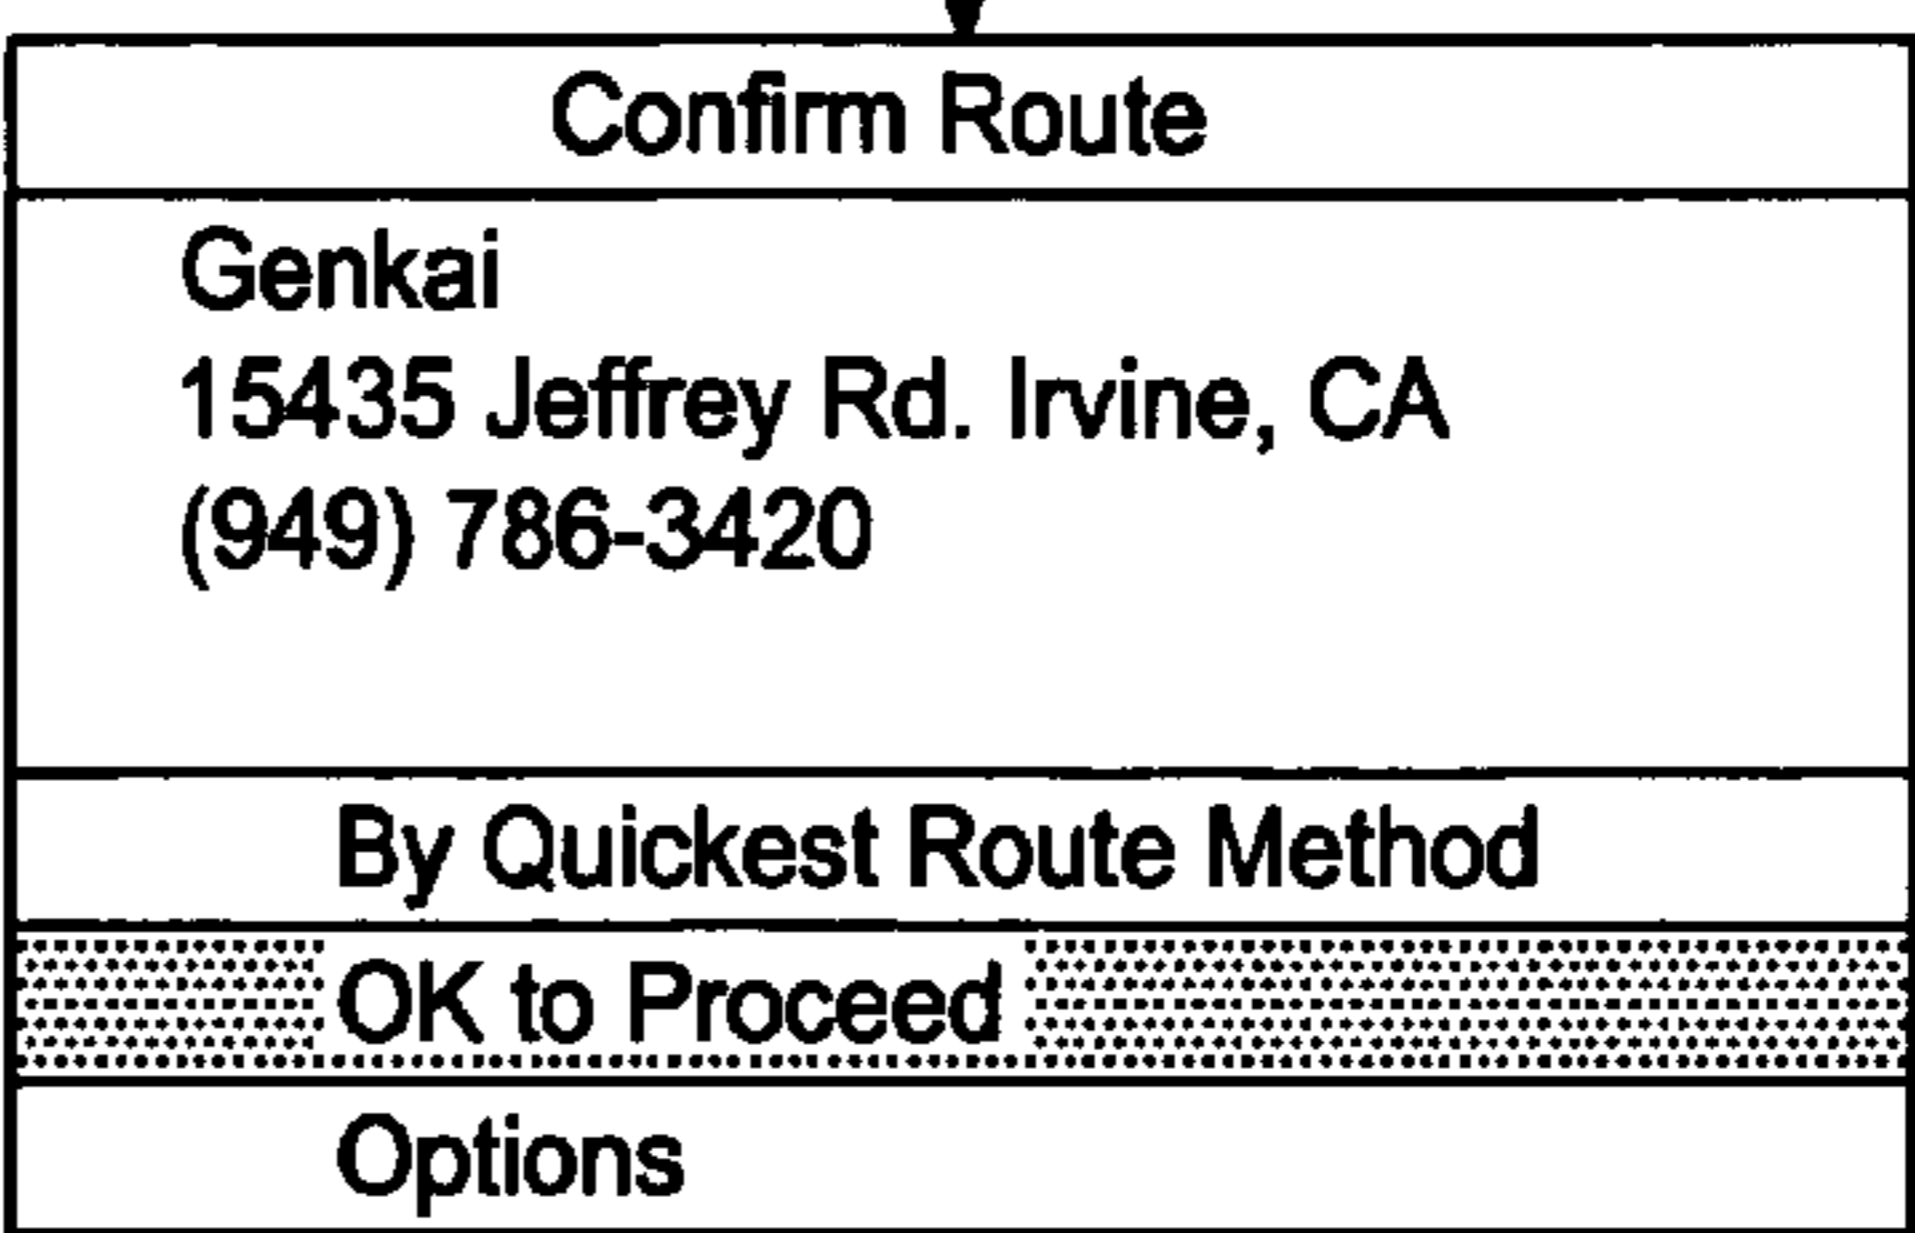 Confirm Route
Genkai
15435 Jeffrey Rd. Irvine, CA
(949) 786-3420
By Quickest Route Method
OK to Proceed
Options